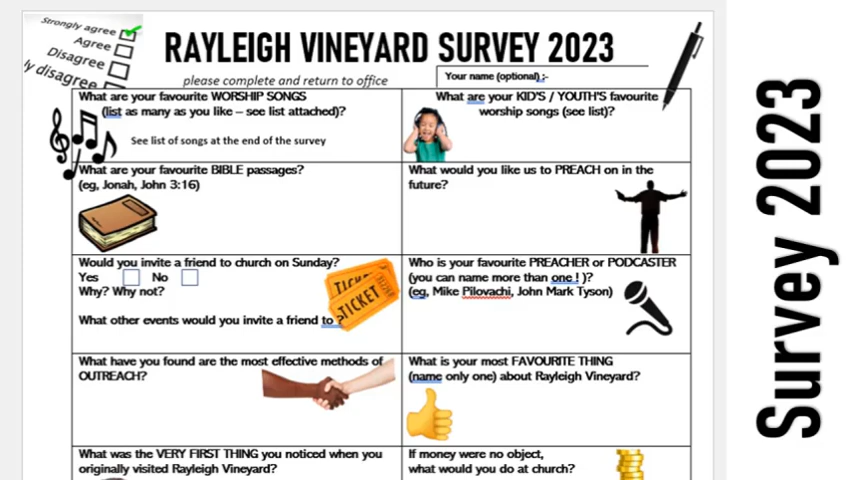 Strongly agree
Agree
Disagree
ly disagree
RAYLEIGH VINEYARD SURVEY 2023
please complete and return to office
Your name (optional) :-
What are your favourite WORSHIP SONGS
(list as many as you like – see list attached)?
See list of songs at the end of the survey
What are your KID'S / YOUTH'S favourite
worship songs (see list)?
What are your favourite BIBLE passages?
(eg, Jonah, John 3:16)
What would you like us to PREACH on in the
future?
Would you invite a friend to church on Sunday?
Yes No
Why? Why not?
What other events would you invite a friend to ?
TICKET
TICKET
Who is your favourite PREACHER or PODCASTER
(you can name more than one ! )?
(eg, Mike Pilovachi, John Mark Tyson)
What have you found are the most effective methods of
OUTREACH?
What is your most FAVOURITE THING
(name only one) about Rayleigh Vineyard?
What was the VERY FIRST THING you noticed when you
originally visited Rayleigh Vineyard?
If money were no object,
what would you do at church?
Survey 2023